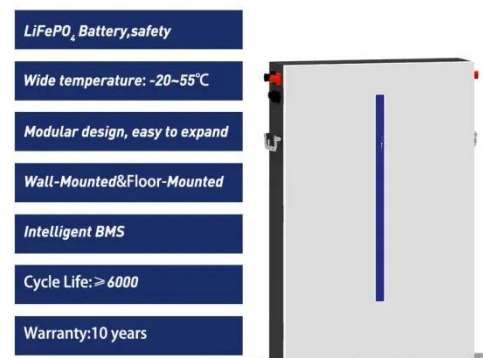 LiFePO₄ Battery,safety
Wide temperature: -20~55℃
Modular design, easy to expand
Wall-Mounted&Floor-Mounted
Intelligent BMS
Cycle Life:≥6000
Warranty:10 years